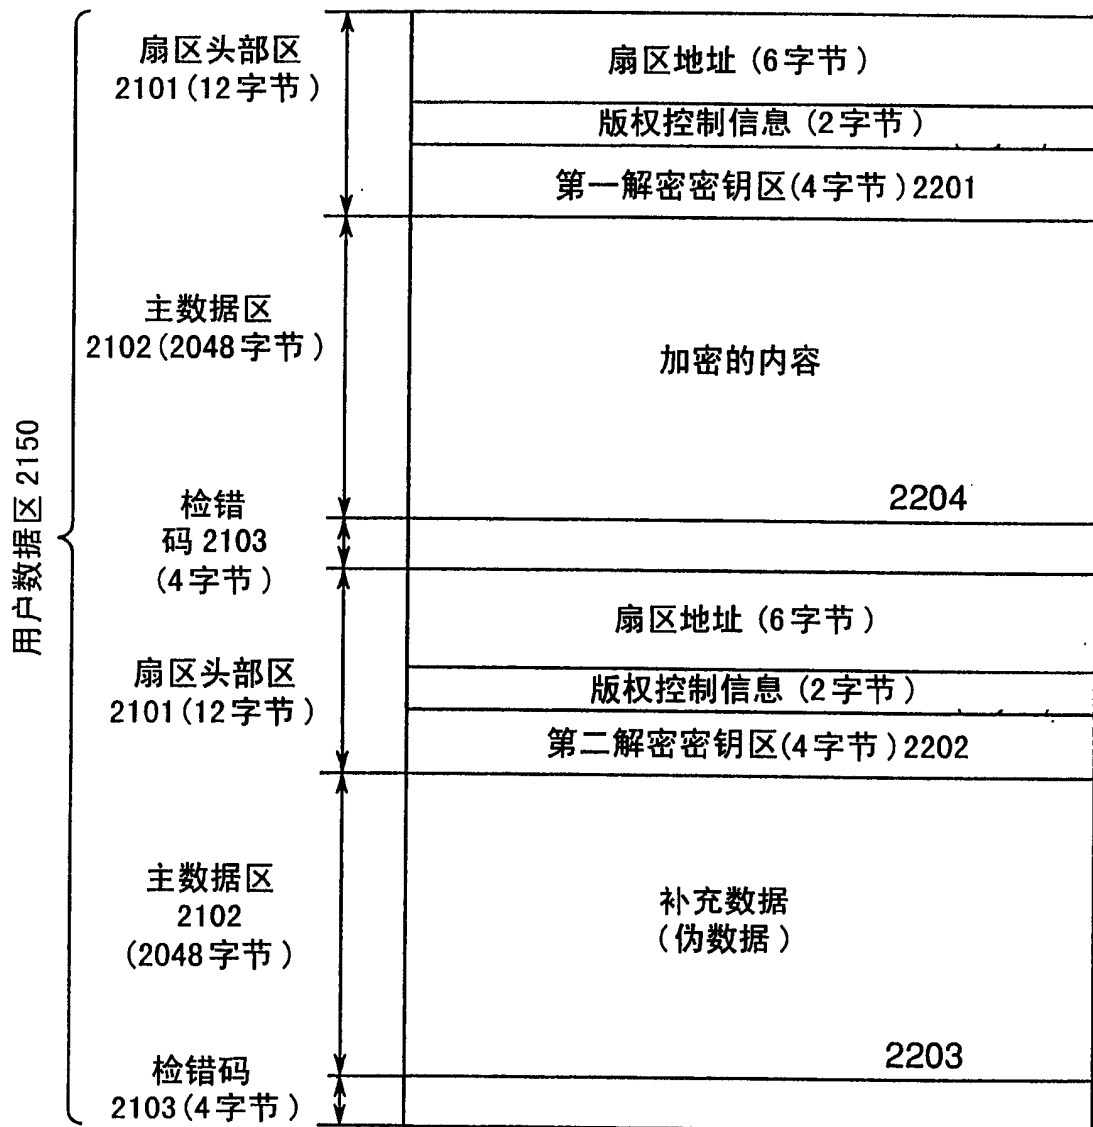 用户数据区 2150
扇区头部区
2101(12字节)
扇区地址 (6字节)
版权控制信息 (2字节)
第一解密密钥区(4字节)2201
主数据区
2102(2048字节)
加密的内容
2204
检错
码 2103
(4字节)
扇区头部区
2101(12字节)
扇区地址 (6字节)
版权控制信息 (2字节)
第二解密密钥区(4字节)2202
主数据区
2102
(2048字节)
补充数据
(伪数据)
2203
检错码
2103(4字节)